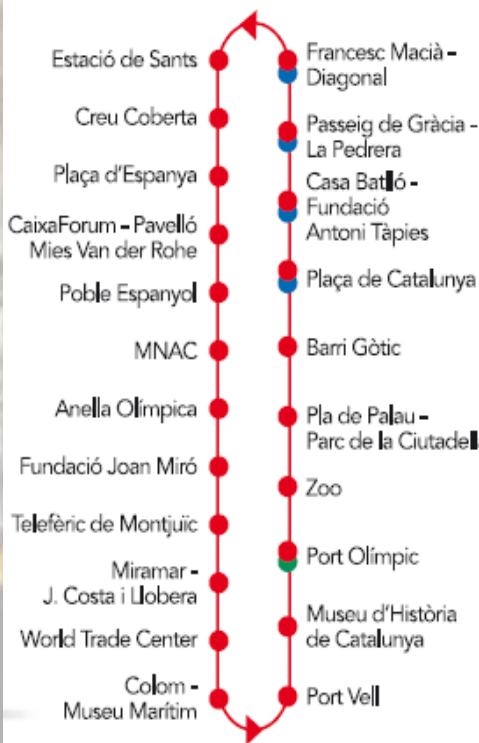 Estació de Sants
Creu Coberta
Plaça d'Espanya
CaixaForum - Pavelló
Mies Van der Rohe
Poble Espanyol
MNAC
Anella Olímpica
Fundació Joan Miró
Telefèric de Montjuïc
Miramar -
J. Costa i Llobera
World Trade Center
Colom -
Museu Marítim
Francesc Macià -
Diagonal
Passeig de Gràcia -
La Pedrera
Casa Batlló -
Fundació
Antoni Tàpies
Plaça de Catalunya
Barri Gòtic
Pla de Palau -
Parc de la Ciutadell
Zoo
Port Olímpic
Museu d'Història
de Catalunya
Port Vell